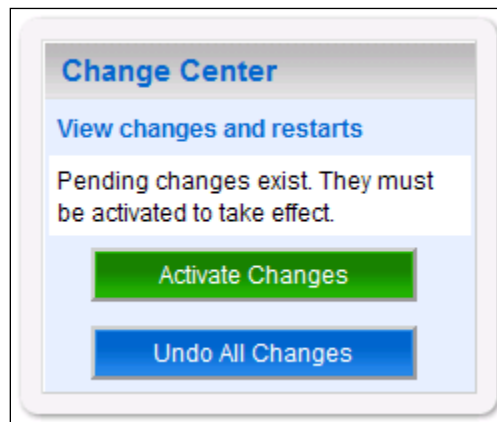 Change Center
View changes and restarts
Pending changes exist. They must
be activated to take effect.
Activate Changes
Undo All Changes